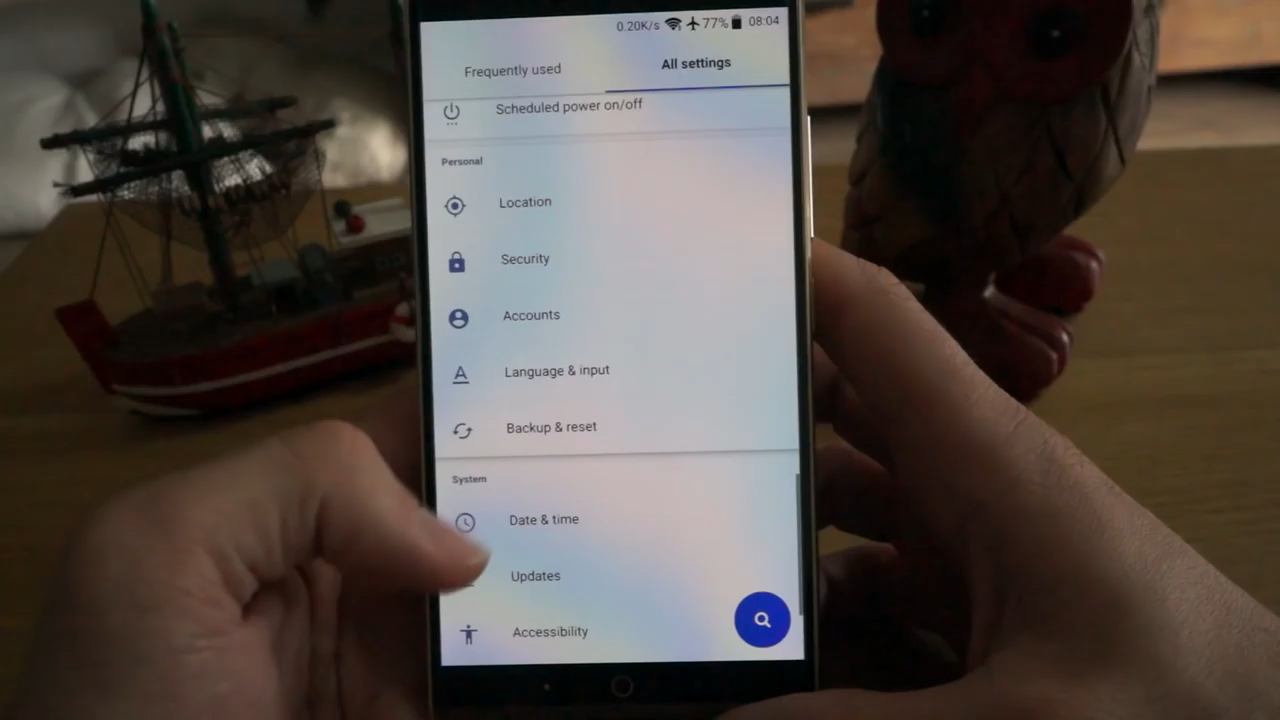 0.20K/s 77% 08:04
Frequently used
All settings
Scheduled power on/off
Personal
Location
Security
Accounts
Language & input
Backup & reset
System
Date & time
Updates
Accessibility